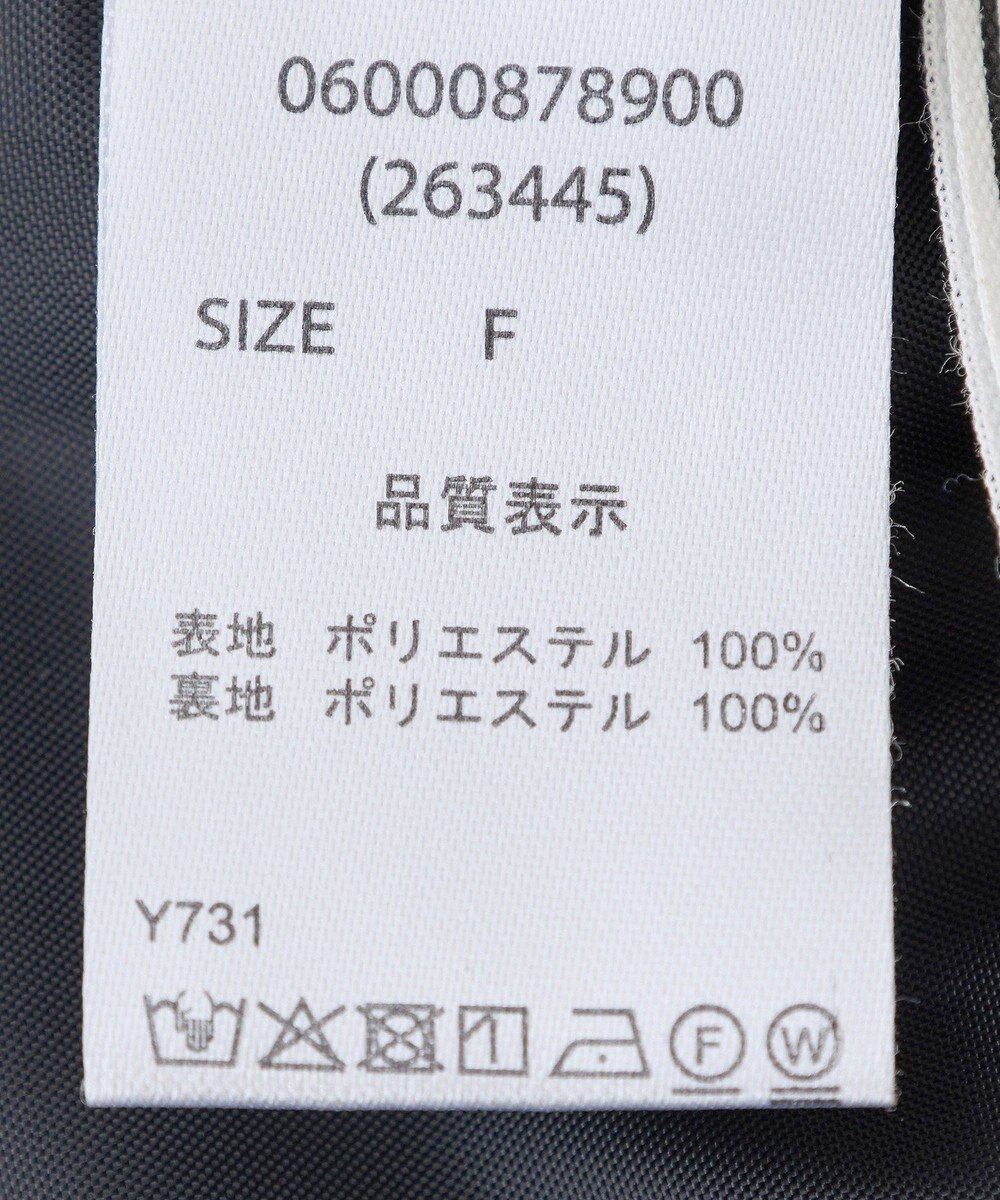 06000878900
(263445)
SIZE F
品質表示
表地 ポリエステル 100%
裏地 ポリエステル 100%
Y731
F W